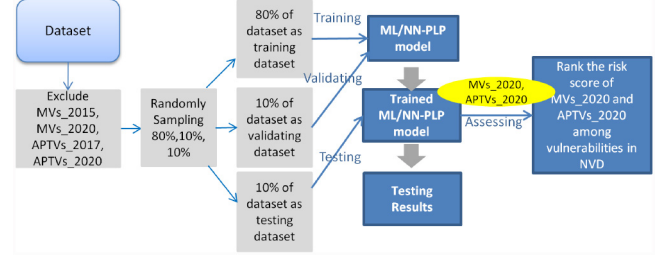 Dataset
Exclude
MVs_2015,
MVs_2020,
APTVs_2017,
APTVs_2020
Randomly
Sampling
80%,10%,
10%
80% of
dataset as
training
dataset
10% of
dataset as
validating
dataset
10% of
dataset as
testing
dataset
Training
Validating
Testing
ML/NN-PLP
model
Trained
ML/NN-PLP
model
Testing
Results
MVs_2020,
APTVs_2020
Assessing
Rank the risk
score of
MVs_2020 and
APTVs_2020
among
vulnerabilities in
NVD